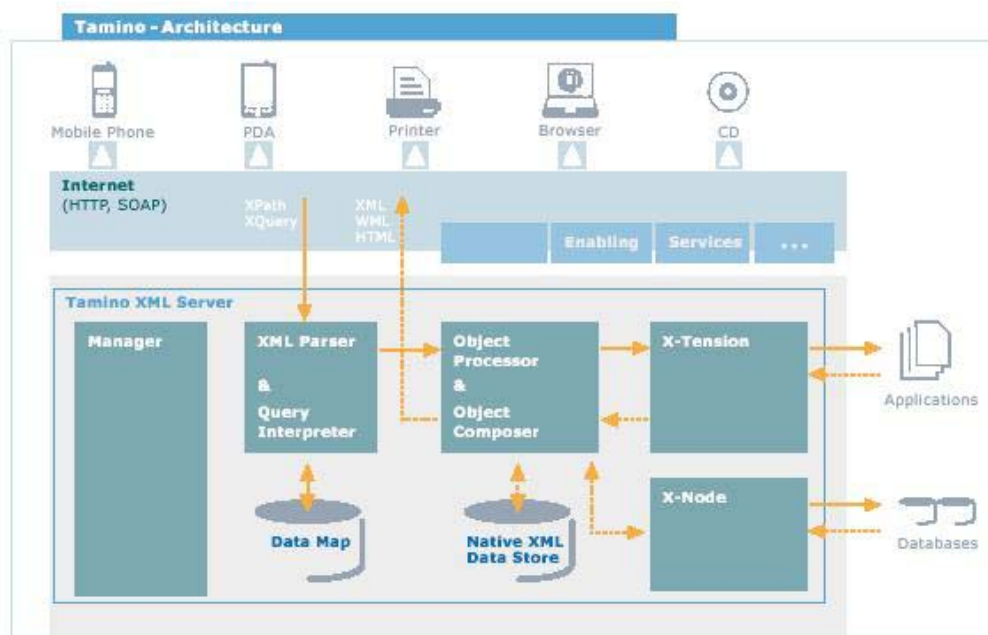 Tamino - Architecture
Mobile Phone
PDA
Printer
Browser
CD
Internet
(HTTP, SOAP)
XPath
XQuery
XML
WML
HTML
Enabling
Services
...
Tamino XML Server
Manager
XML Parser
&
Query
Interpreter
Object
Processor
&
Object
Composer
X-Tension
Applications
X-Node
Databases
Data Map
Native XML
Data Store